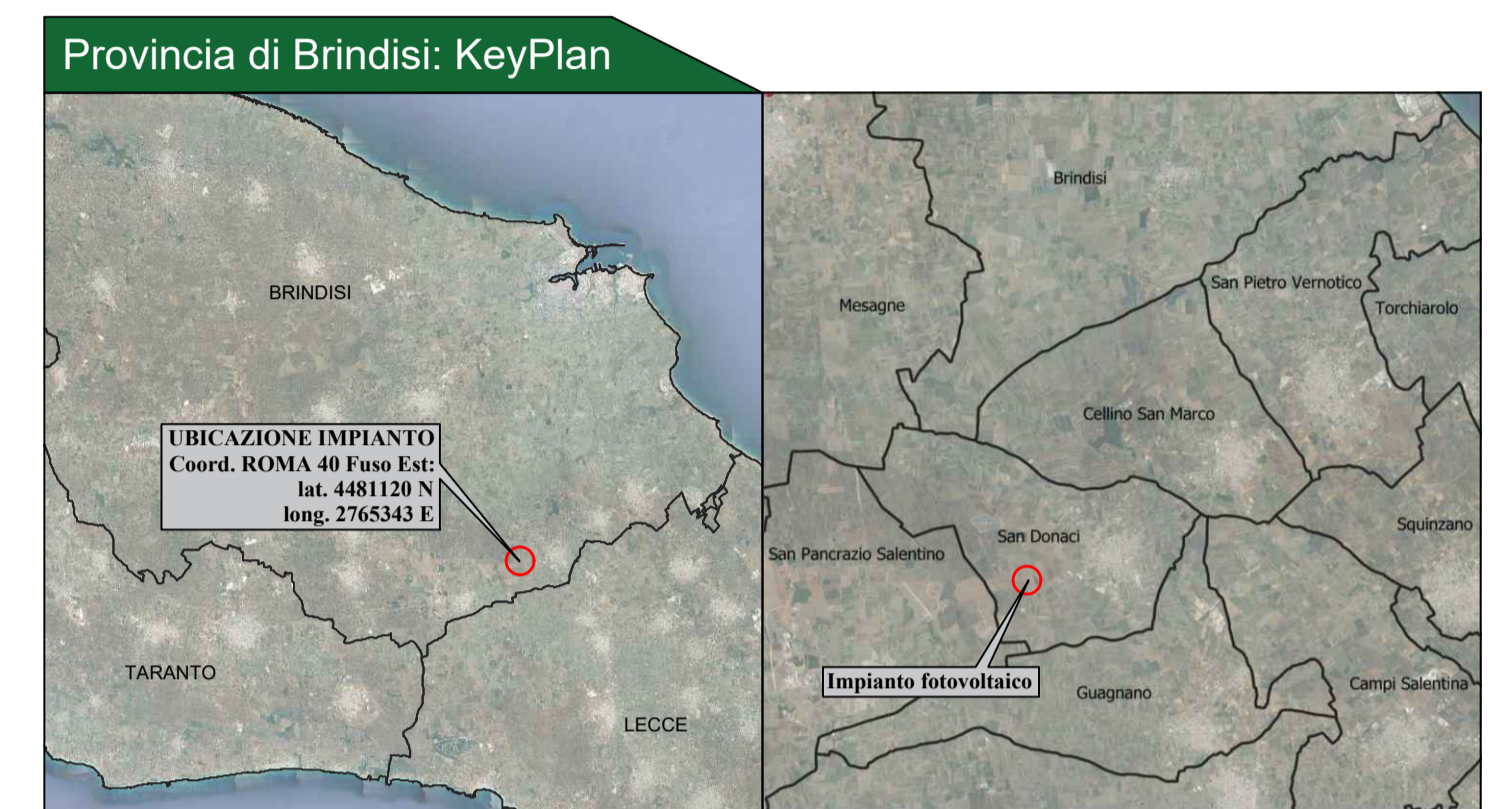 Provincia di Brindisi: KeyPlan
BRINDISI
UBICAZIONE IMPIANTO
Coord. ROMA 40 Fuso Est:
lat. 4481120 N
long. 2765343 E
TARANTO
LECCE
Brindisi
San Pietro Vernotico
Mesagne
Torchiarolo
Cellino San Marco
Squinzano
San Donaci
San Pancrazio Salentino
Impianto fotovoltaico
Guagnano
Campi Salentina